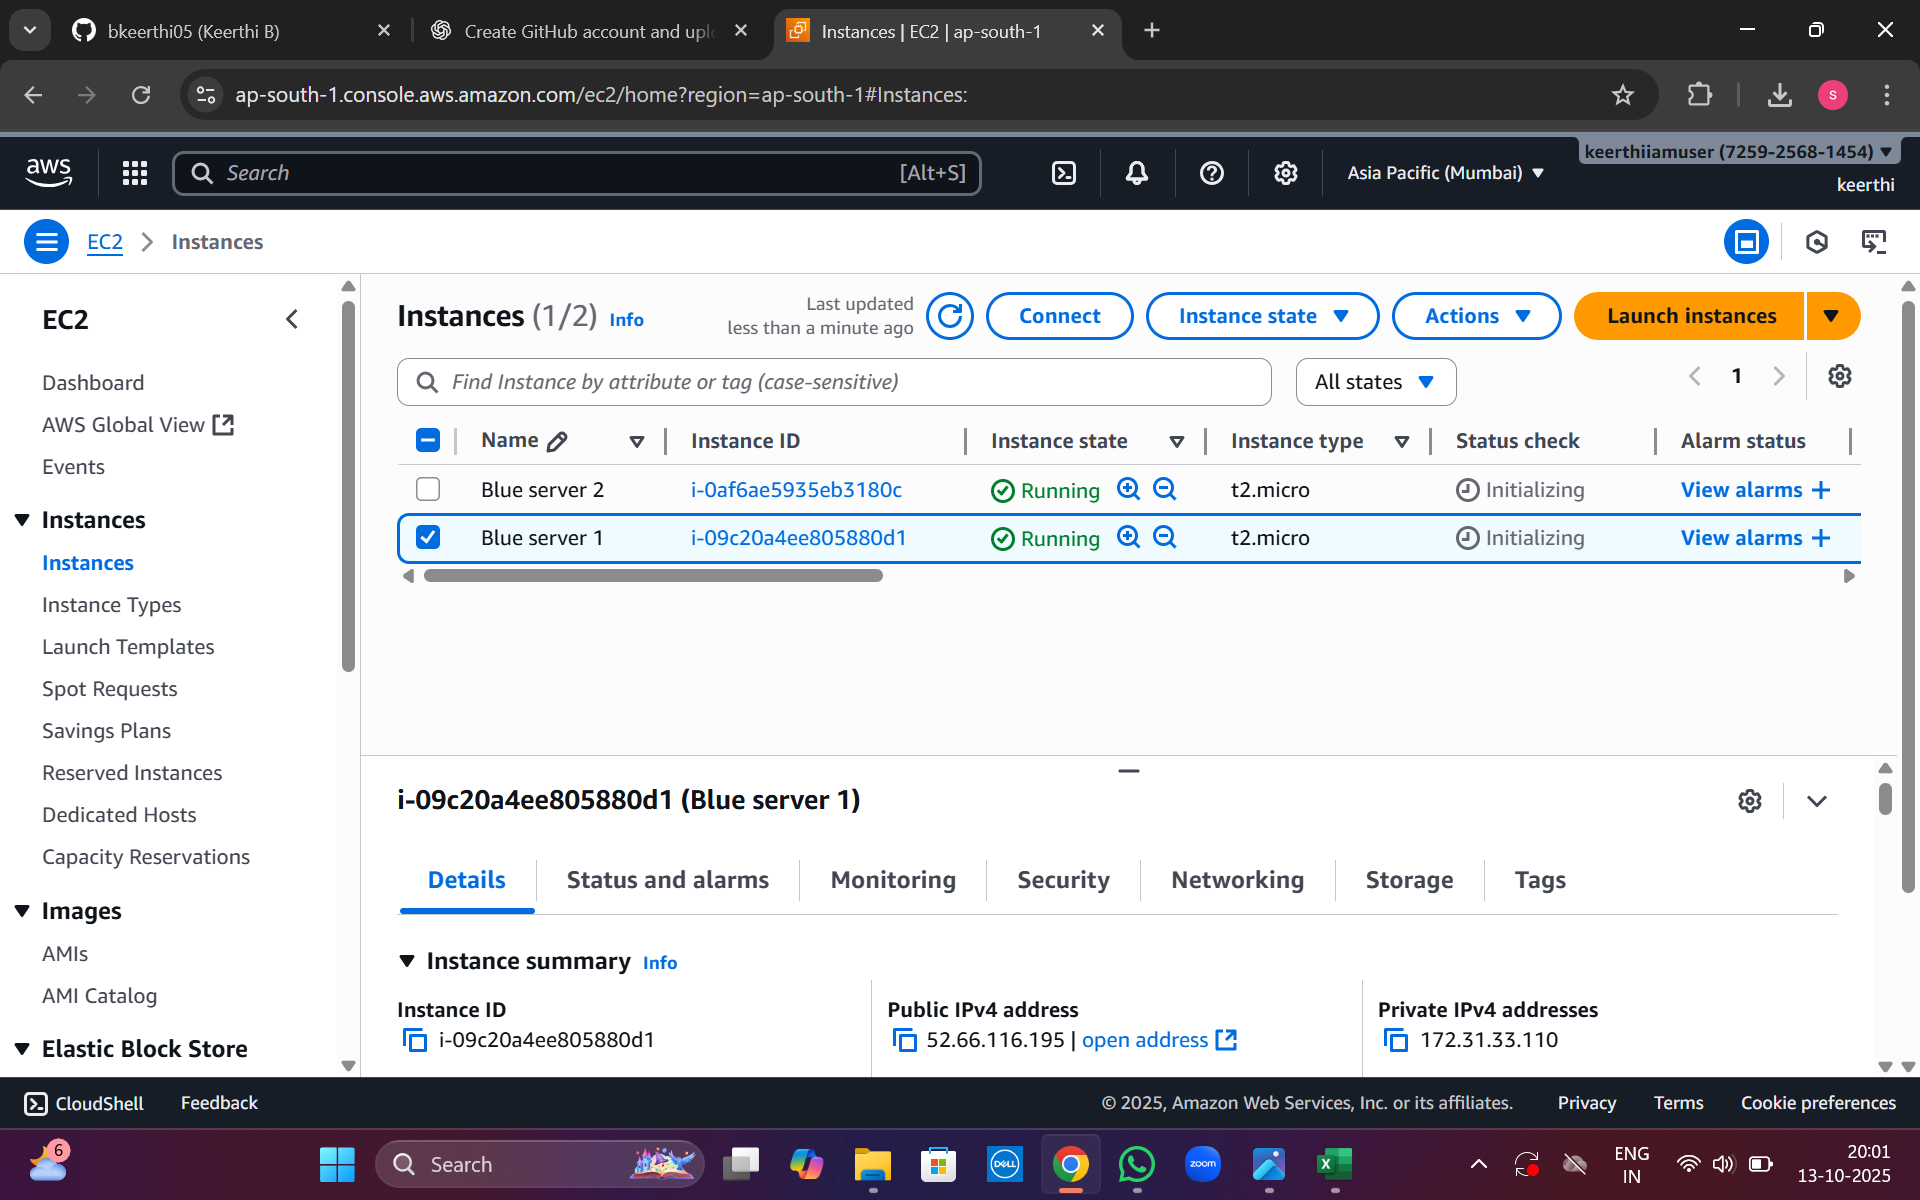 bkeerthi05 (Keerthi B)
Create GitHub account and uplo
Instances | EC2 | ap-south-1
ap-south-1.console.aws.amazon.com/ec2/home?region=ap-south-1#Instances:
S
aws
Search
[Alt+S]
Asia Pacific (Mumbai)
keerthiiamuser (7259-2568-1454)
keerthi
EC2
Instances
EC2
Dashboard
AWS Global View
Events
Instances
Instances
Instance Types
Launch Templates
Spot Requests
Savings Plans
Reserved Instances
Dedicated Hosts
Capacity Reservations
Images
AMIs
AMI Catalog
Elastic Block Store
Instances (1/2) Info
Last updated
less than a minute ago
Connect
Instance state
Actions
Launch instances
Find Instance by attribute or tag (case-sensitive)
All states
1
Name Instance ID Instance state Instance type Status check Alarm status
Blue server 2 i-0af6ae5935eb3180c Running t2.micro Initializing View alarms +
Blue server 1 i-09c20a4ee805880d1 Running t2.micro Initializing View alarms +
i-09c20a4ee805880d1 (Blue server 1)
Details
Status and alarms
Monitoring
Security
Networking
Storage
Tags
Instance summary Info
Instance ID
i-09c20a4ee805880d1
Public IPv4 address
52.66.116.195 | open address
Private IPv4 addresses
172.31.33.110
CloudShell
Feedback
© 2025, Amazon Web Services, Inc. or its affiliates.
Privacy
Terms
Cookie preferences
6
Search
DELL
zoom
X
ENG
IN
20:01
13-10-2025